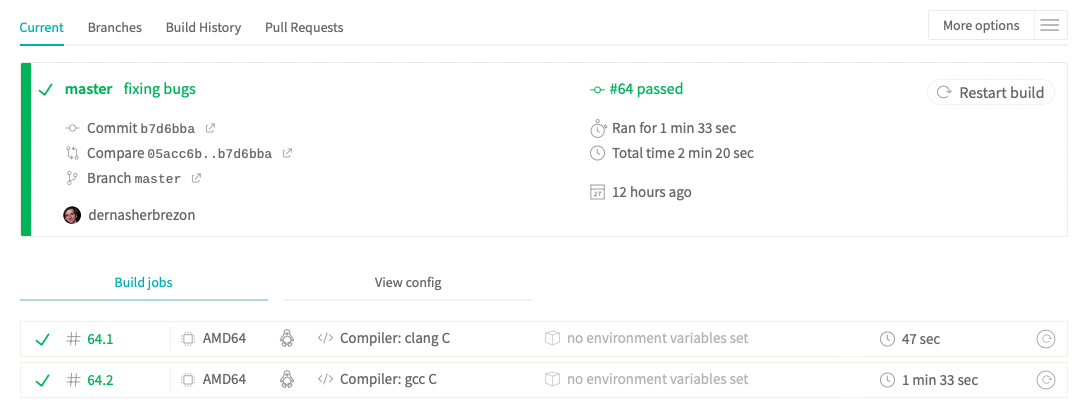 Current Branches Build History Pull Requests More options
master fixing bugs #64 passed Restart build
Commit b7d6bba Ran for 1 min 33 sec
Compare 05acc6b..b7d6bba Total time 2 min 20 sec
Branch master 12 hours ago
dernasherbrezon
Build jobs View config
# 64.1 AMD64 </> Compiler: clang C no environment variables set 47 sec
# 64.2 AMD64 </> Compiler: gcc C no environment variables set 1 min 33 sec